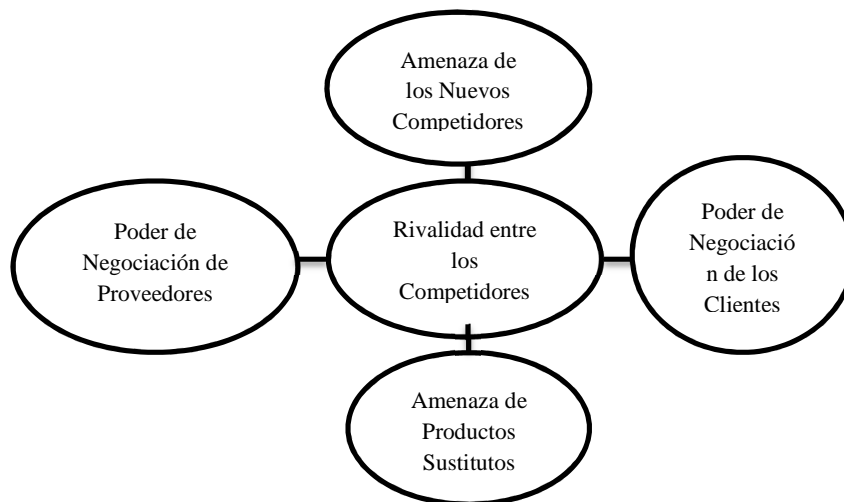 Amenaza de
los Nuevos
Competidores
Poder de
Negociación de
Proveedores
Rivalidad entre
los
Competidores
Poder de
Negociació
n de los
Clientes
Amenaza de
Productos
Sustitutos